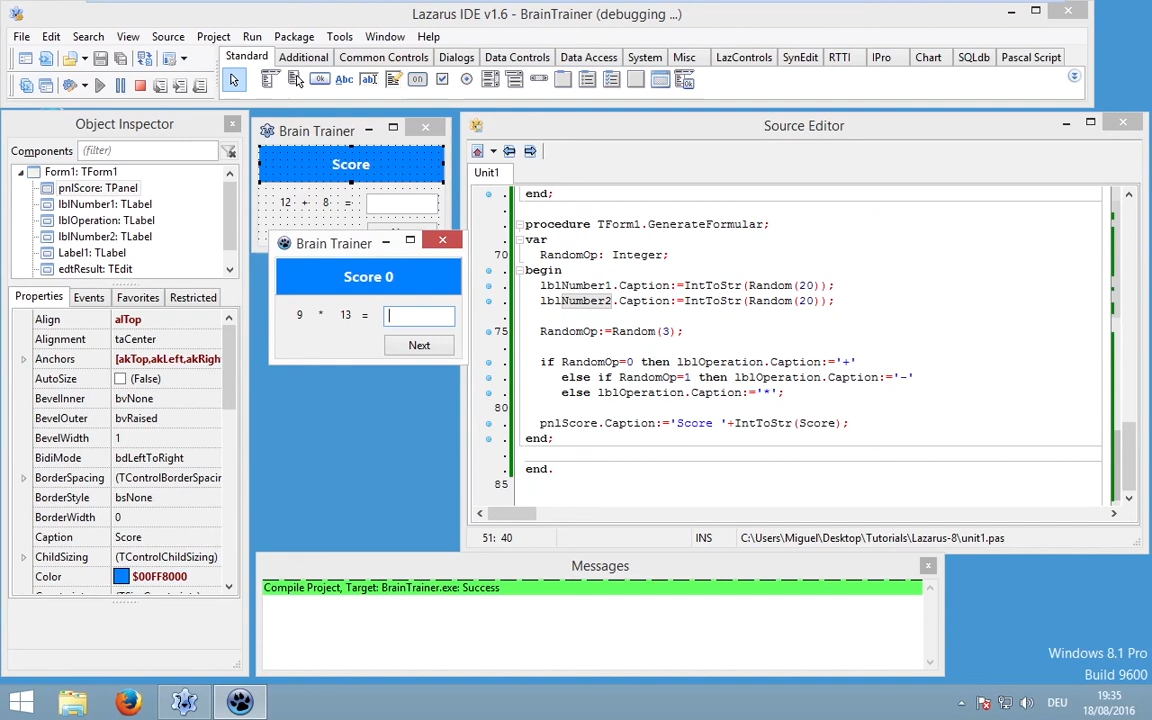 Lazarus IDE v1.6 - BrainTrainer (debugging ...)
File Edit Search View Source Project Run Package Tools Window Help
Standard Additional Common Controls Dialogs Data Controls Data Access System Misc LazControls SynEdit RTTI IPro Chart SQLdb Pascal Script
Ok Abc ab on
Object Inspector
Components (filter)
Form1: TForm1
pnlScore: TPanel
lblNumber1: TLabel
lblOperation: TLabel
lblNumber2: TLabel
Label1: TLabel
edtResult: TEdit
Properties Events Favorites Restricted
Align alTop
Alignment taCenter
Anchors [akTop,akLeft,akRigh
AutoSize (False)
BevelInner bvNone
BevelOuter bvRaised
BevelWidth 1
BidiMode bdLeftToRight
BorderSpacing (TControlBorderSpacin
BorderStyle bsNone
BorderWidth 0
Caption Score
ChildSizing (TControlChildSizing)
Color $00FF8000
Brain Trainer
Score
12 + 8 =
Brain Trainer
Score 0
9 * 13 =
Next
Source Editor
Unit1
end;
procedure TForm1.GenerateFormular;
var
70 RandomOp: Integer;
begin
lblNumber1.Caption:=IntToStr(Random(20));
lblNumber2.Caption:=IntToStr(Random(20));
75 RandomOp:=Random(3);
if RandomOp=0 then lblOperation.Caption:='+'
else if RandomOp=1 then lblOperation.Caption:='-'
else lblOperation.Caption:='*';
80
pnlScore.Caption:='Score '+IntToStr(Score);
end;
end.
85
51: 40 INS C:\Users\Miguel\Desktop\Tutorials\Lazarus-8\unit1.pas
Messages
Compile Project, Target: BrainTrainer.exe: Success
Windows 8.1 Pro
Build 9600
DEU
19:35
18/08/2016